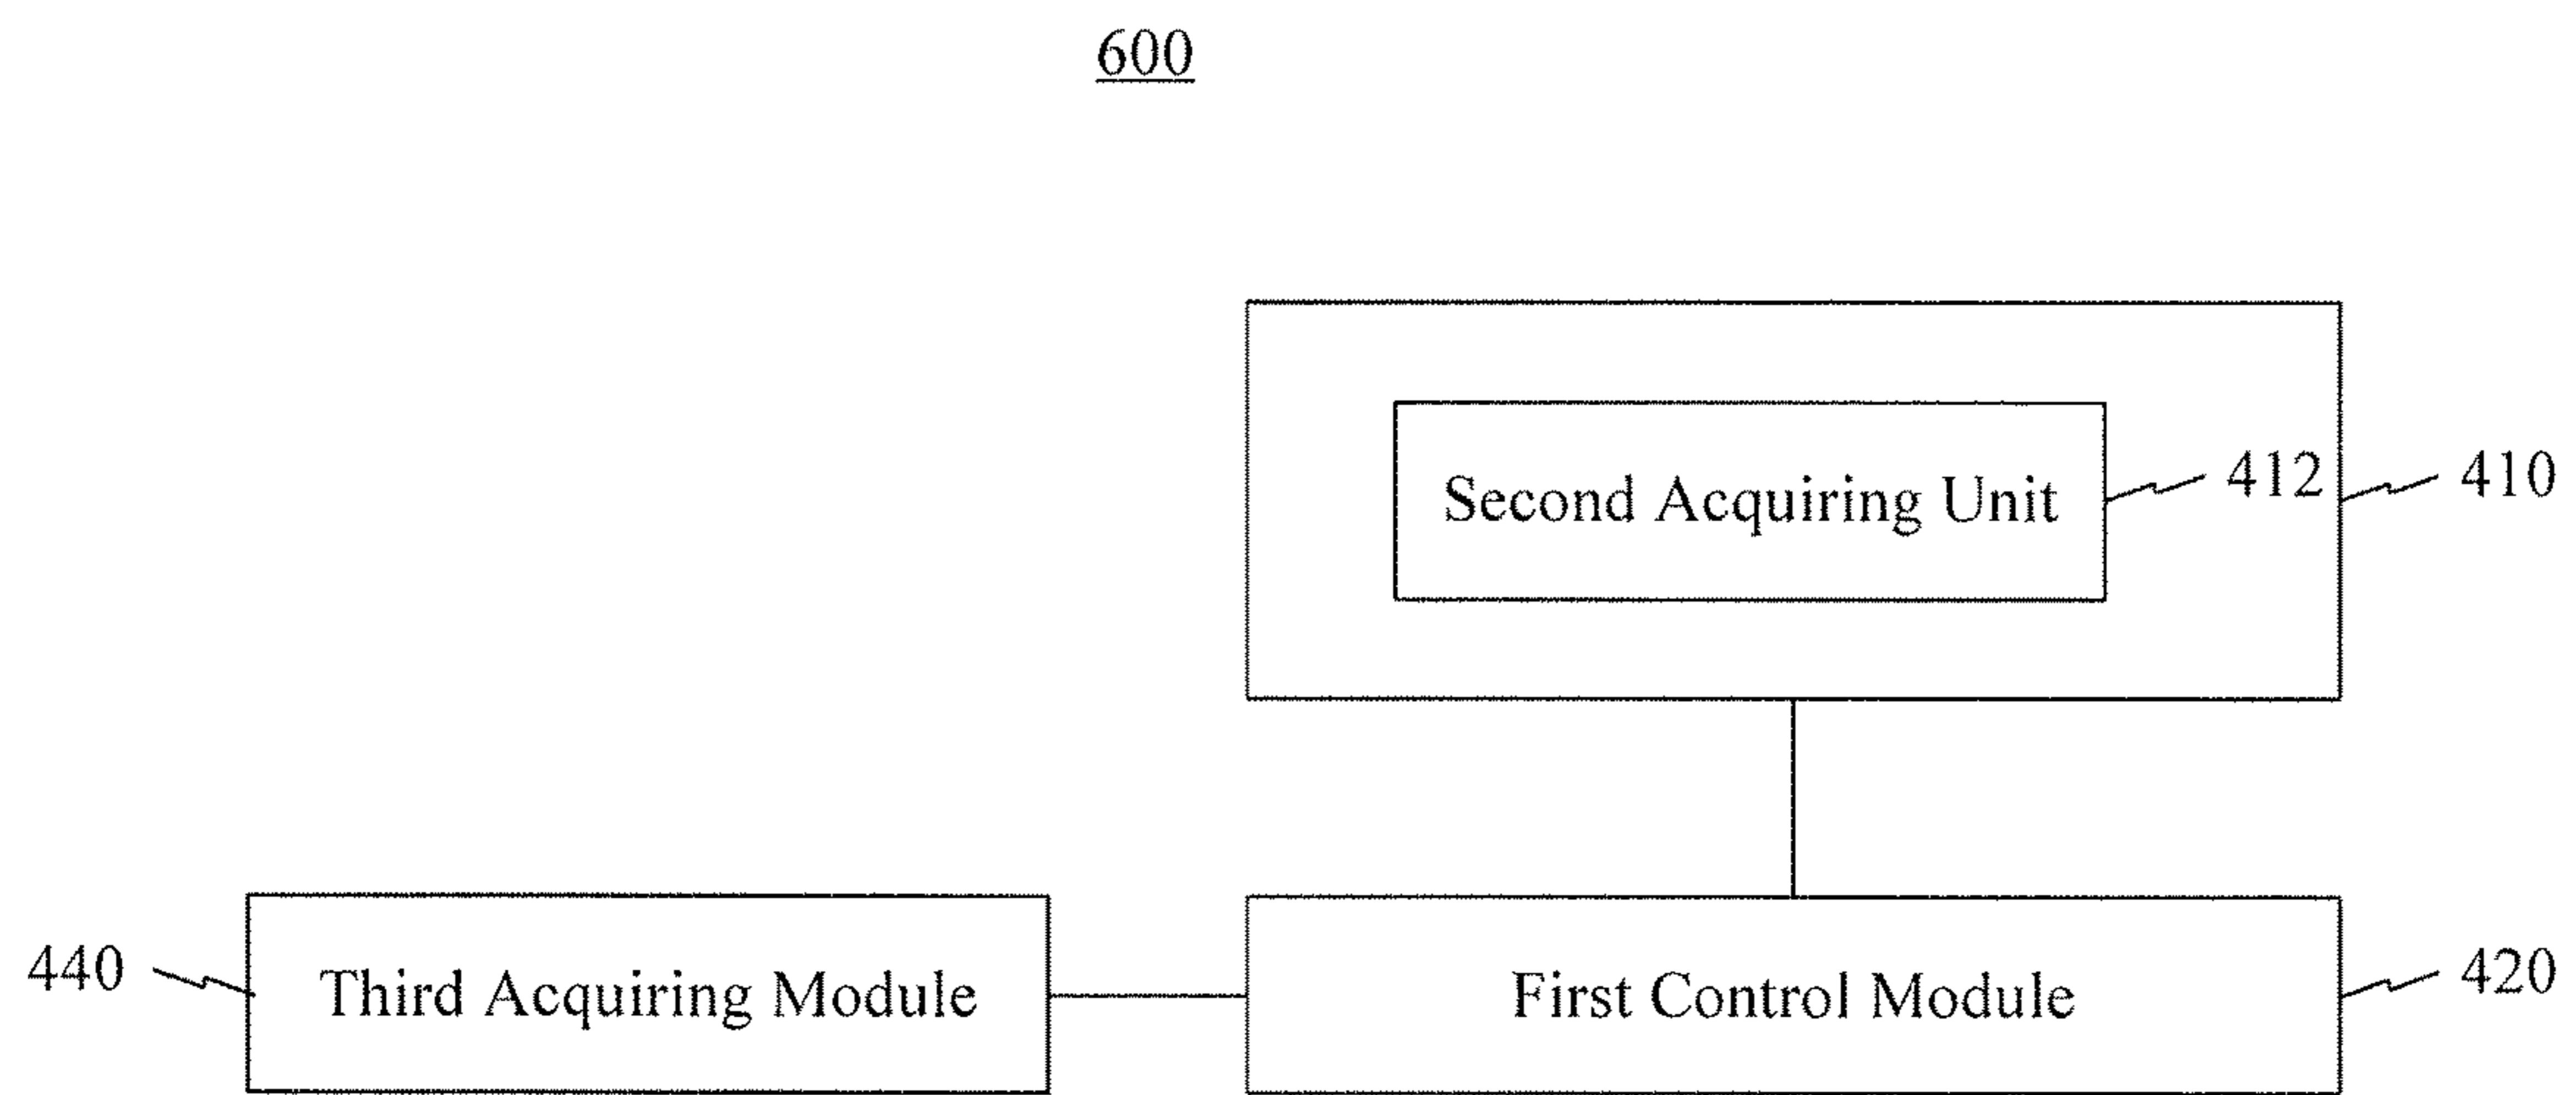 600
Second Acquiring Unit
412
410
440
Third Acquiring Module
First Control Module
420